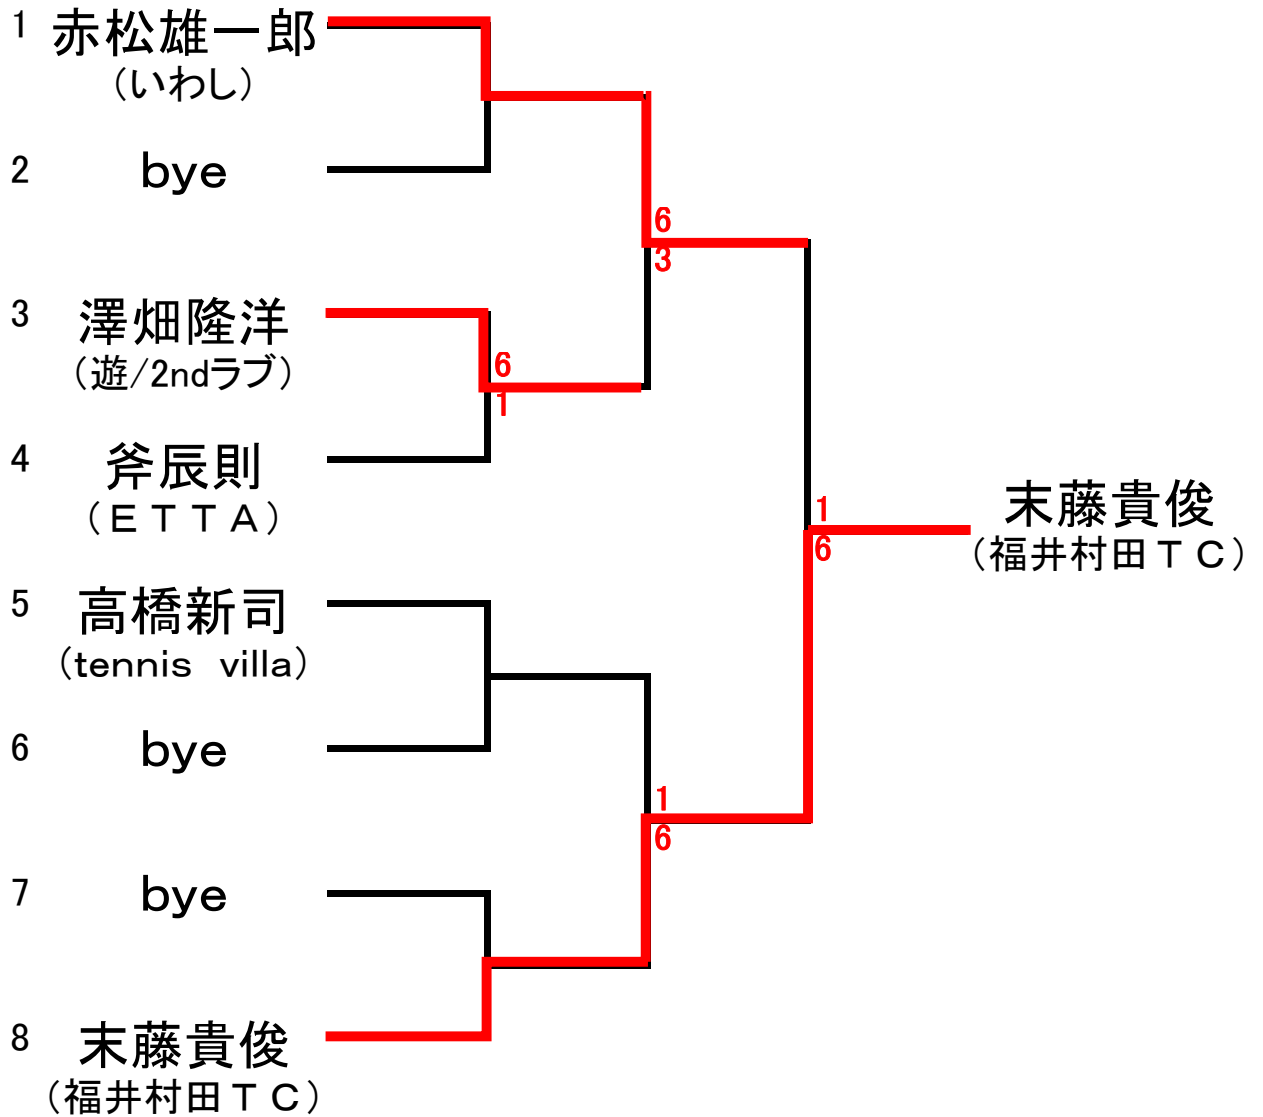 1 赤松雄一郎
(いわし)
2 bye
6
3
3 澤畑隆洋
(遊/2ndラブ)
6
1
4 斧辰則
(ＥＴＴＡ)
1
6
末藤貴俊
(福井村田ＴＣ)
5 高橋新司
(tennis villa)
6 bye
1
6
7 bye
8 末藤貴俊
(福井村田ＴＣ)